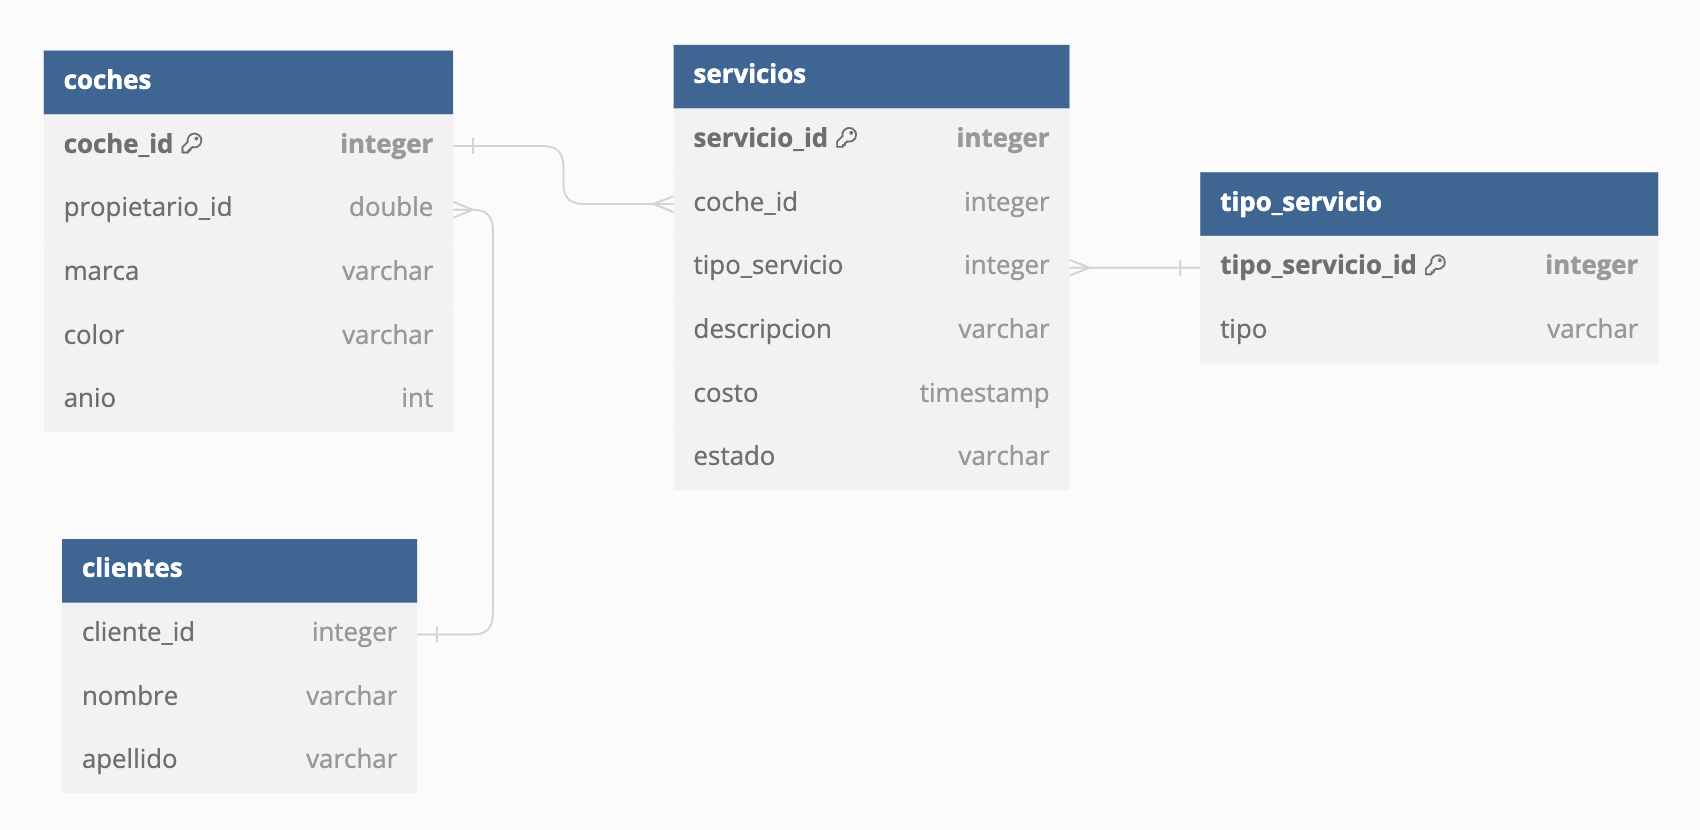 coches
coche_id integer
propietario_id double
marca varchar
color varchar
anio int
servicios
servicio_id integer
coche_id integer
tipo_servicio integer
descripcion varchar
costo timestamp
estado varchar
tipo_servicio
tipo_servicio_id integer
tipo varchar
clientes
cliente_id integer
nombre varchar
apellido varchar